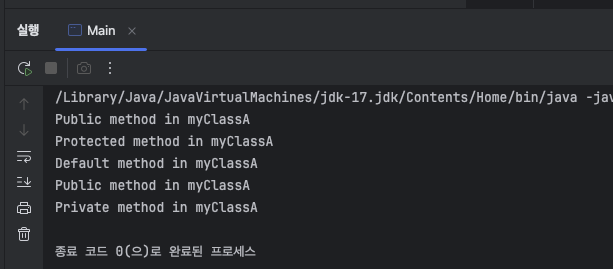 실행
Main
/Library/Java/JavaVirtualMachines/jdk-17.jdk/Contents/Home/bin/java -jav
Public method in myClassA
Protected method in myClassA
Default method in myClassA
Public method in myClassA
Private method in myClassA
종료 코드 0(으)로 완료된 프로세스